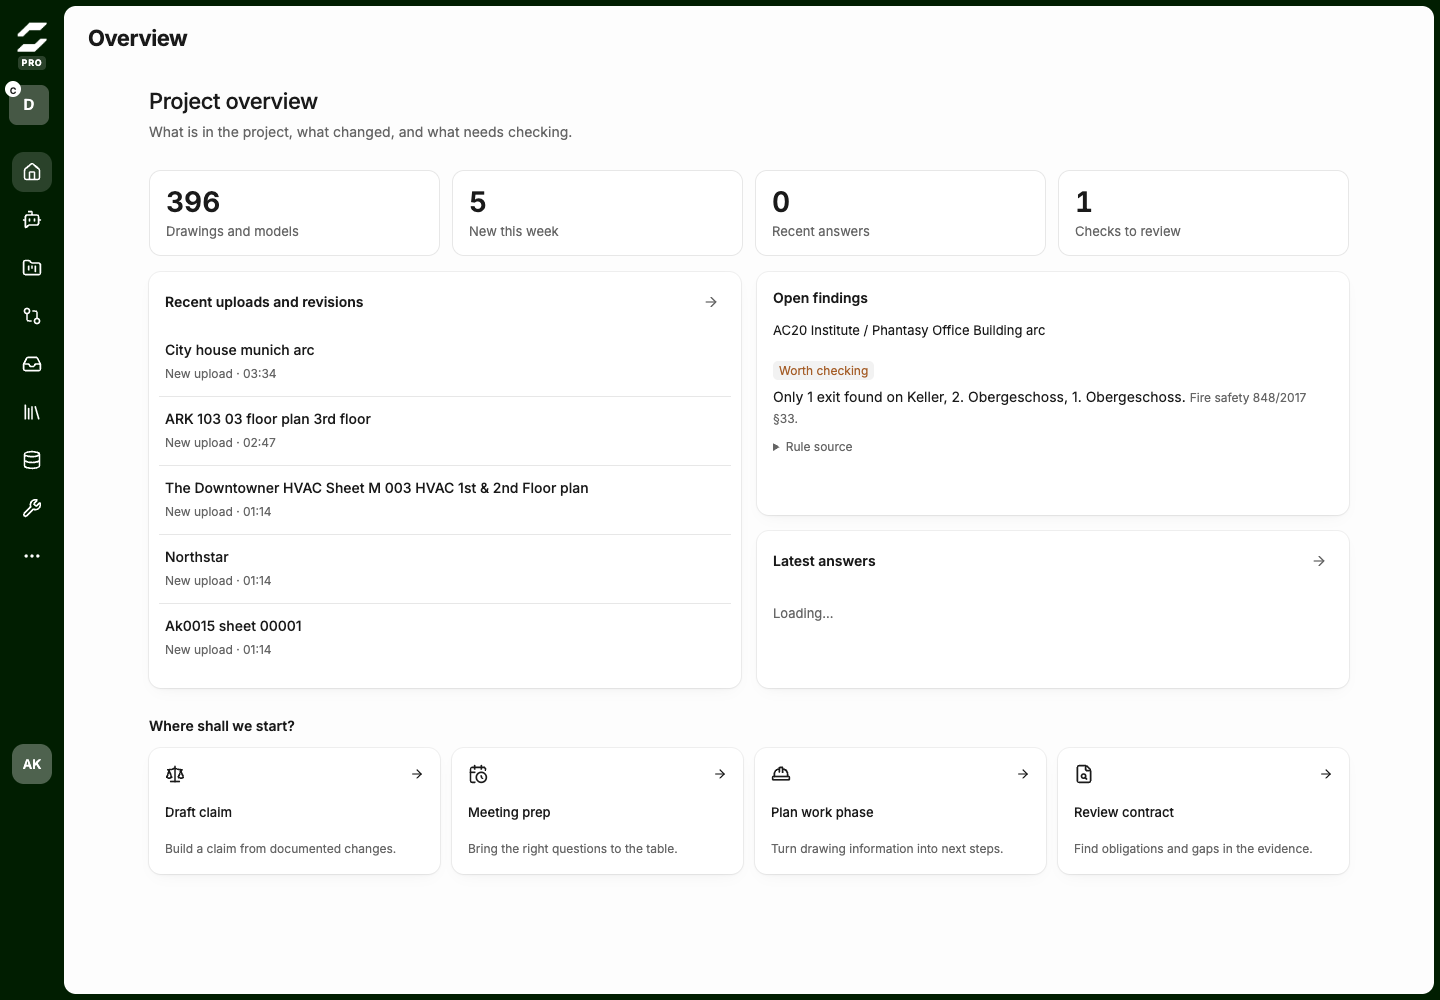 Overview
PRO
C
D
AK
Project overview
What is in the project, what changed, and what needs checking.
396
Drawings and models
5
New this week
0
Recent answers
1
Checks to review
Recent uploads and revisions
City house munich arc
New upload · 03:34
ARK 103 03 floor plan 3rd floor
New upload · 02:47
The Downtowner HVAC Sheet M 003 HVAC 1st & 2nd Floor plan
New upload · 01:14
Northstar
New upload · 01:14
Ak0015 sheet 00001
New upload · 01:14
Open findings
AC20 Institute / Phantasy Office Building arc
Worth checking
Only 1 exit found on Keller, 2. Obergeschoss, 1. Obergeschoss. Fire safety 848/2017
§33.
Rule source
Latest answers
Loading...
Where shall we start?
Draft claim
Build a claim from documented changes.
Meeting prep
Bring the right questions to the table.
Plan work phase
Turn drawing information into next steps.
Review contract
Find obligations and gaps in the evidence.